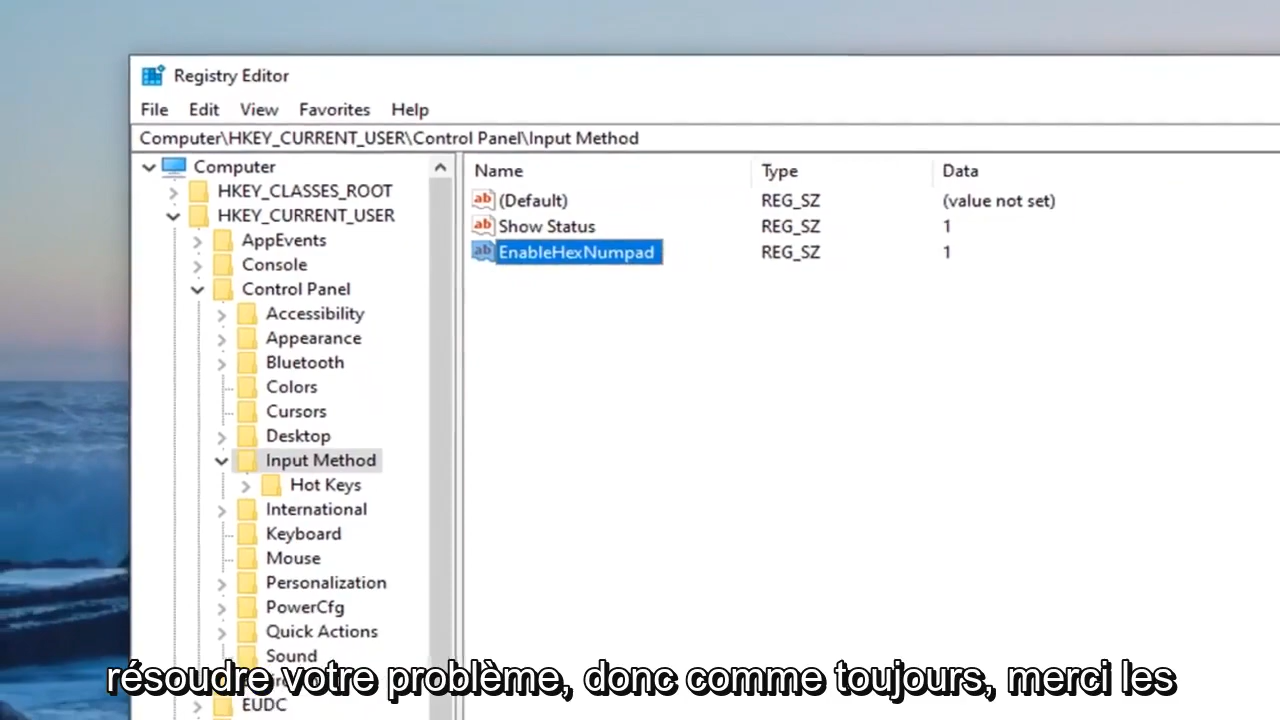 Registry Editor
File Edit View Favorites Help
Computer\HKEY_CURRENT_USER\Control Panel\Input Method
Computer
HKEY_CLASSES_ROOT
HKEY_CURRENT_USER
AppEvents
Console
Control Panel
Accessibility
Appearance
Bluetooth
Colors
Cursors
Desktop
Input Method
Hot Keys
International
Keyboard
Mouse
Personalization
PowerCfg
Quick Actions
Sound
EUDC
Name Type Data
ab (Default) REG_SZ (value not set)
ab Show Status REG_SZ 1
ab EnableHexNumpad REG_SZ 1
résoudre votre problème, donc comme toujours, merci les